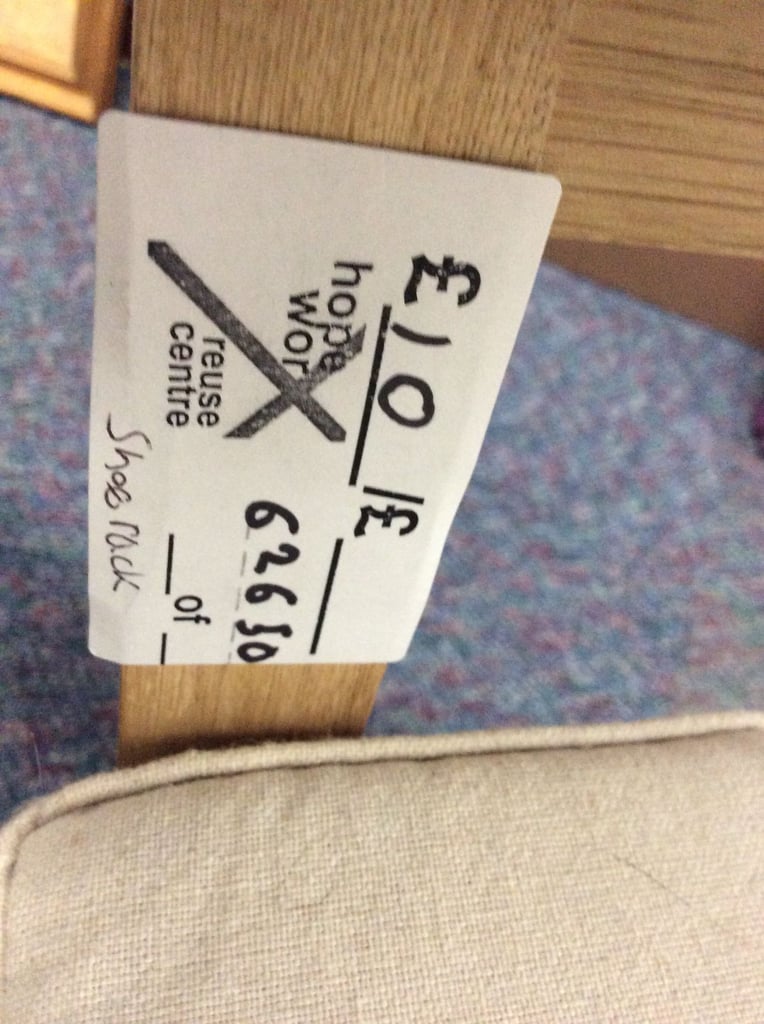 £10/£
hope
wor
reuse
centre
62650
of
Shoe rack